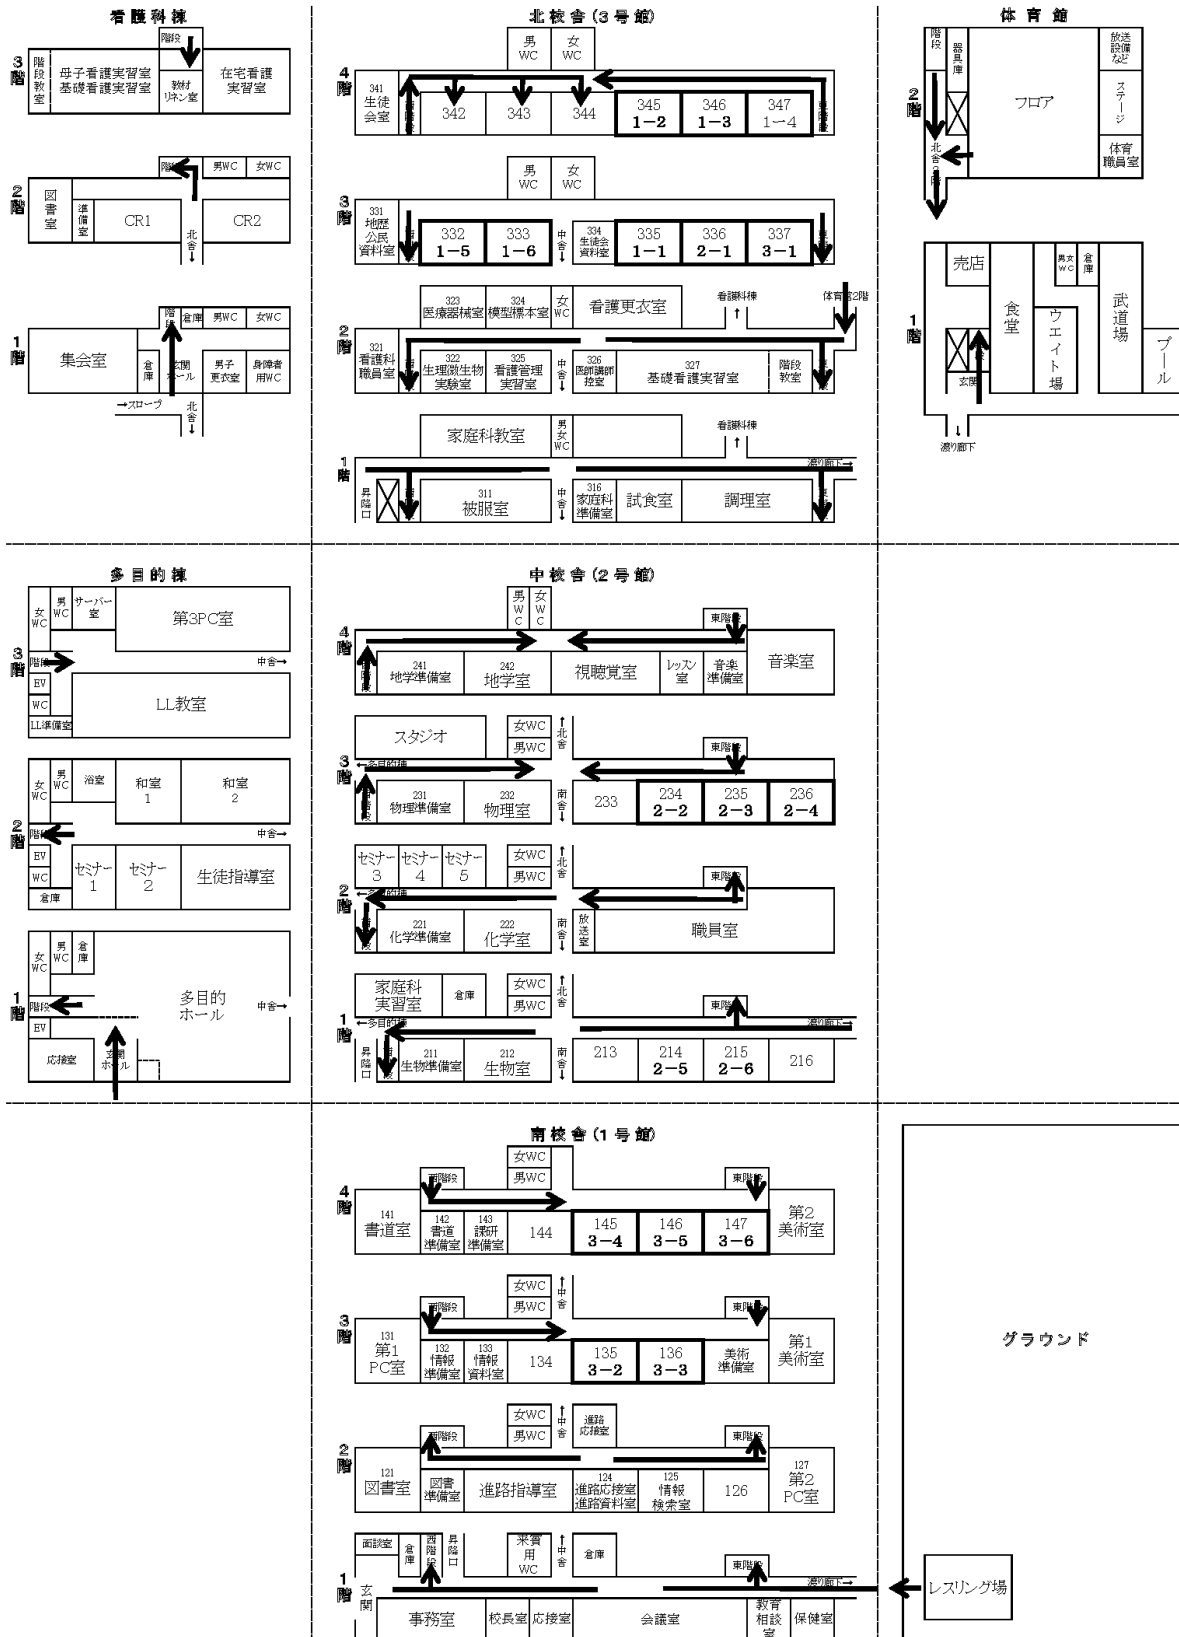 看護科棟
3階
階段
階段教室
母子看護実習室
基礎看護実習室
教材
リネン室
在宅看護
実習室
2階
階段
男WC
女WC
図書室
準備室
CR1
CR2
北舎↓
1階
階段
倉庫
男WC
女WC
集会室
倉庫
玄関
ホール
男子
更衣室
身障者
用WC
→スロープ
北舎↓
北校舎(3号館)
男
WC
女
WC
4階
341
生徒
会室
西階段
342
343
344
345
1-2
346
1-3
347
1-4
東階段
男
WC
女
WC
3階
331
地歴
公民
資料室
332
1-5
333
1-6
中舎↓
334
生徒会
資料室
335
1-1
336
2-1
337
3-1
323
医療器械室
324
模型標本室
女
WC
看護更衣室
看護科棟
↑
体育館2階
2階
321
看護科
職員室
322
生理微生物
実験室
325
看護管理
実習室
中舎↓
326
医師講師
控室
327
基礎看護実習室
階段
教室
家庭科教室
男
女
WC
看護科棟
↑
1階
渡り廊下→
昇降口
311
被服室
中舎↓
316
家庭科
準備室
試食室
調理室
体育館
2階
階段
器具庫
フロア
放送
設備
など
ステージ
体育
職員室
1階
売店
食堂
男女
WC
倉庫
ウエイト場
武道場
プール
玄関
↓
渡り廊下
多目的棟
3階
女
WC
男
WC
サーバー
室
第3PC室
階段
中舎→
EV
WC
LL準備室
LL教室
2階
女
WC
男
WC
浴室
和室
1
和室
2
階段
中舎→
EV
WC
倉庫
セミナー
1
セミナー
2
生徒指導室
1階
女
WC
男
WC
倉庫
階段
多目的
ホール
中舎→
EV
応接室
玄関
ホール
中校舎(2号館)
男WC
女WC
4階
東階段
西階段
241
地学準備室
242
地学室
視聴覚室
レッスン
室
音楽
準備室
音楽室
3階
スタジオ
女WC
男WC
↑北舎
東階段
←多目的棟
231
物理準備室
232
物理室
南舎↓
233
234
2-2
235
2-3
236
2-4
2階
セミナー
3
セミナー
4
セミナー
5
女WC
男WC
↑北舎
東階段
←多目的棟
221
化学準備室
222
化学室
南舎↓
放送室
職員室
1階
家庭科
実習室
倉庫
女WC
男WC
↑北舎
東階段
←多目的棟
渡り廊下→
昇降口
211
生物準備室
212
生物室
南舎↓
213
214
2-5
215
2-6
216
南校舎(1号館)
女WC
男WC
4階
西階段
東階段
141
書道室
142
書道
準備室
143
課研
準備室
144
145
3-4
146
3-5
147
3-6
第2
美術室
3階
西階段
女WC
男WC
↑中舎
東階段
131
第1
PC室
132
情報
準備室
133
情報
資料室
134
135
3-2
136
3-3
美術
準備室
第1
美術室
2階
西階段
女WC
男WC
↑中舎
進路
応接室
東階段
121
図書室
図書
準備室
進路指導室
124
進路応接室
進路資料室
125
情報
検索室
126
127
第2
PC室
1階
面談室
倉庫
西階段
昇降口
来賓
用
WC
↑中舎
倉庫
東階段
渡り廊下→
玄関
事務室
校長室
応接室
会議室
教育
相談
室
保健室
グラウンド
レスリング場